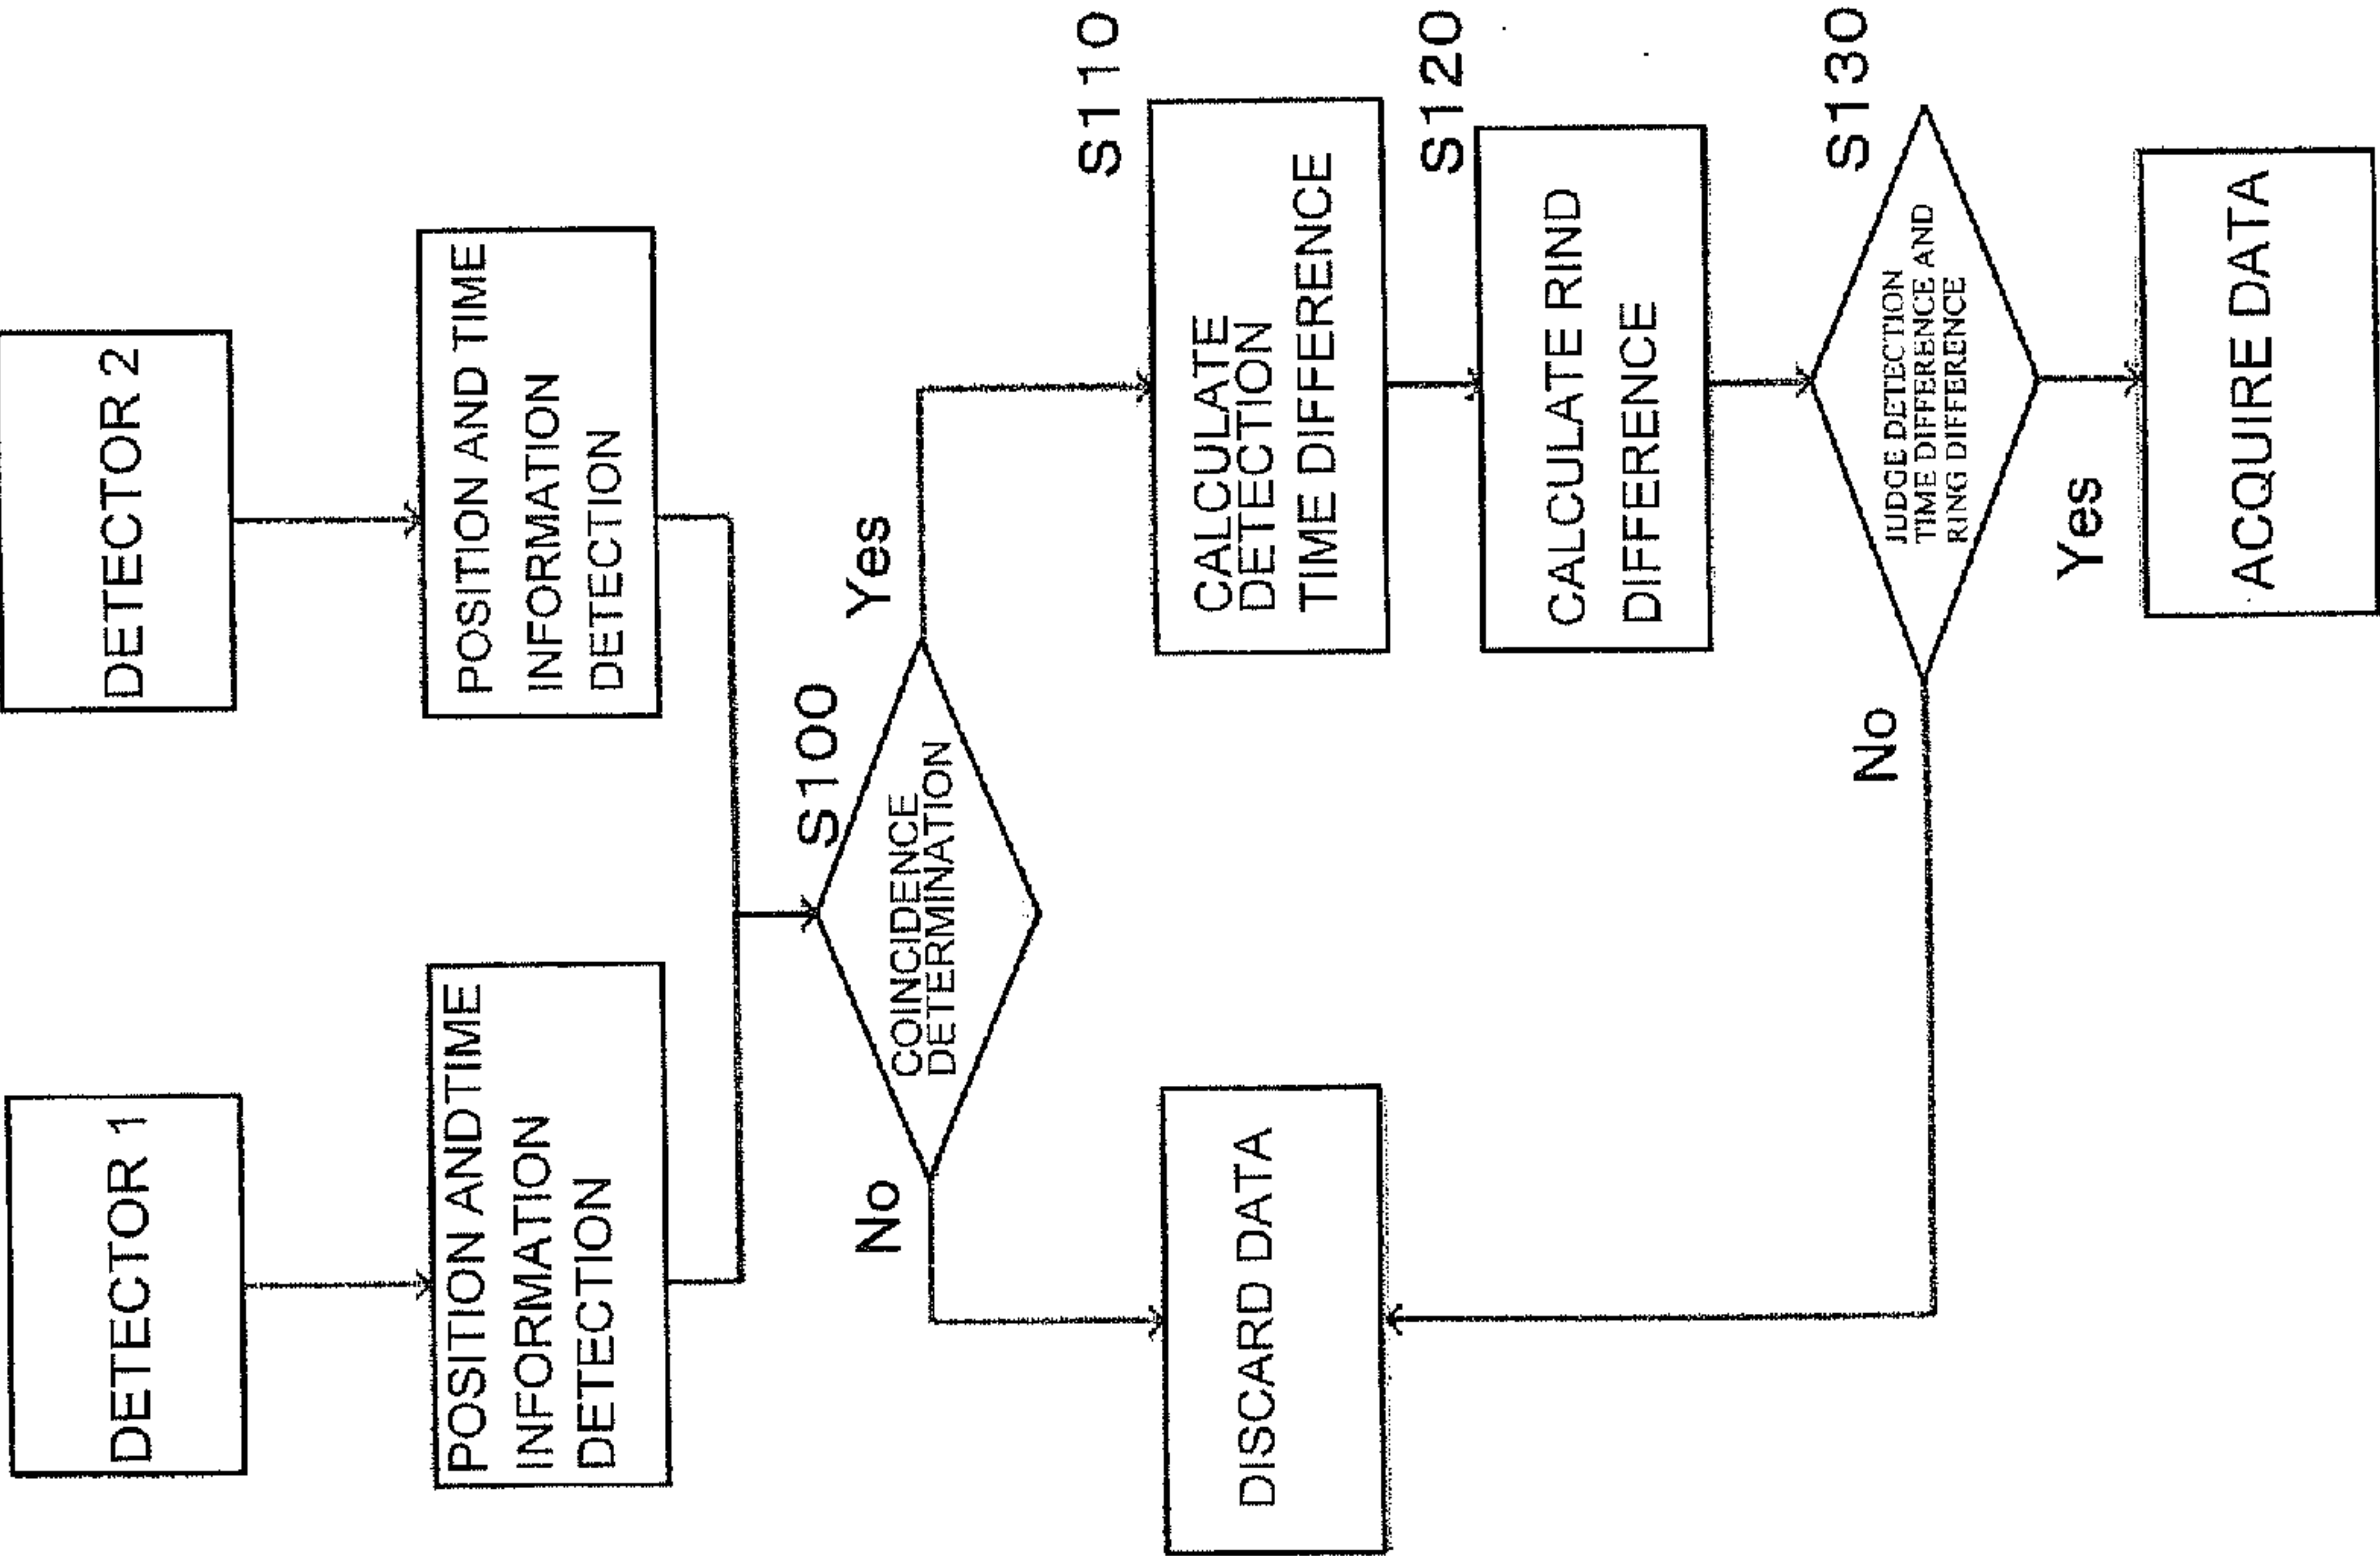 DETECTOR 1
DETECTOR 2
POSITION ANDTIME
INFORMATION
DETECTION
POSITION AND TIME
INFORMATION
DETECTION
S100
COINCIDENCE
DETERMINATION
No
Yes
S110
CALCULATE
DETECTION
TIME DIFFERENCE
DISCARD DATA
S120
CALCULATE RIND
DIFFERENCE
S130
JUDGE DETECTION
TIME DIFFERENCE AND
RING DIFFERENCE
No
Yes
ACQUIRE DATA